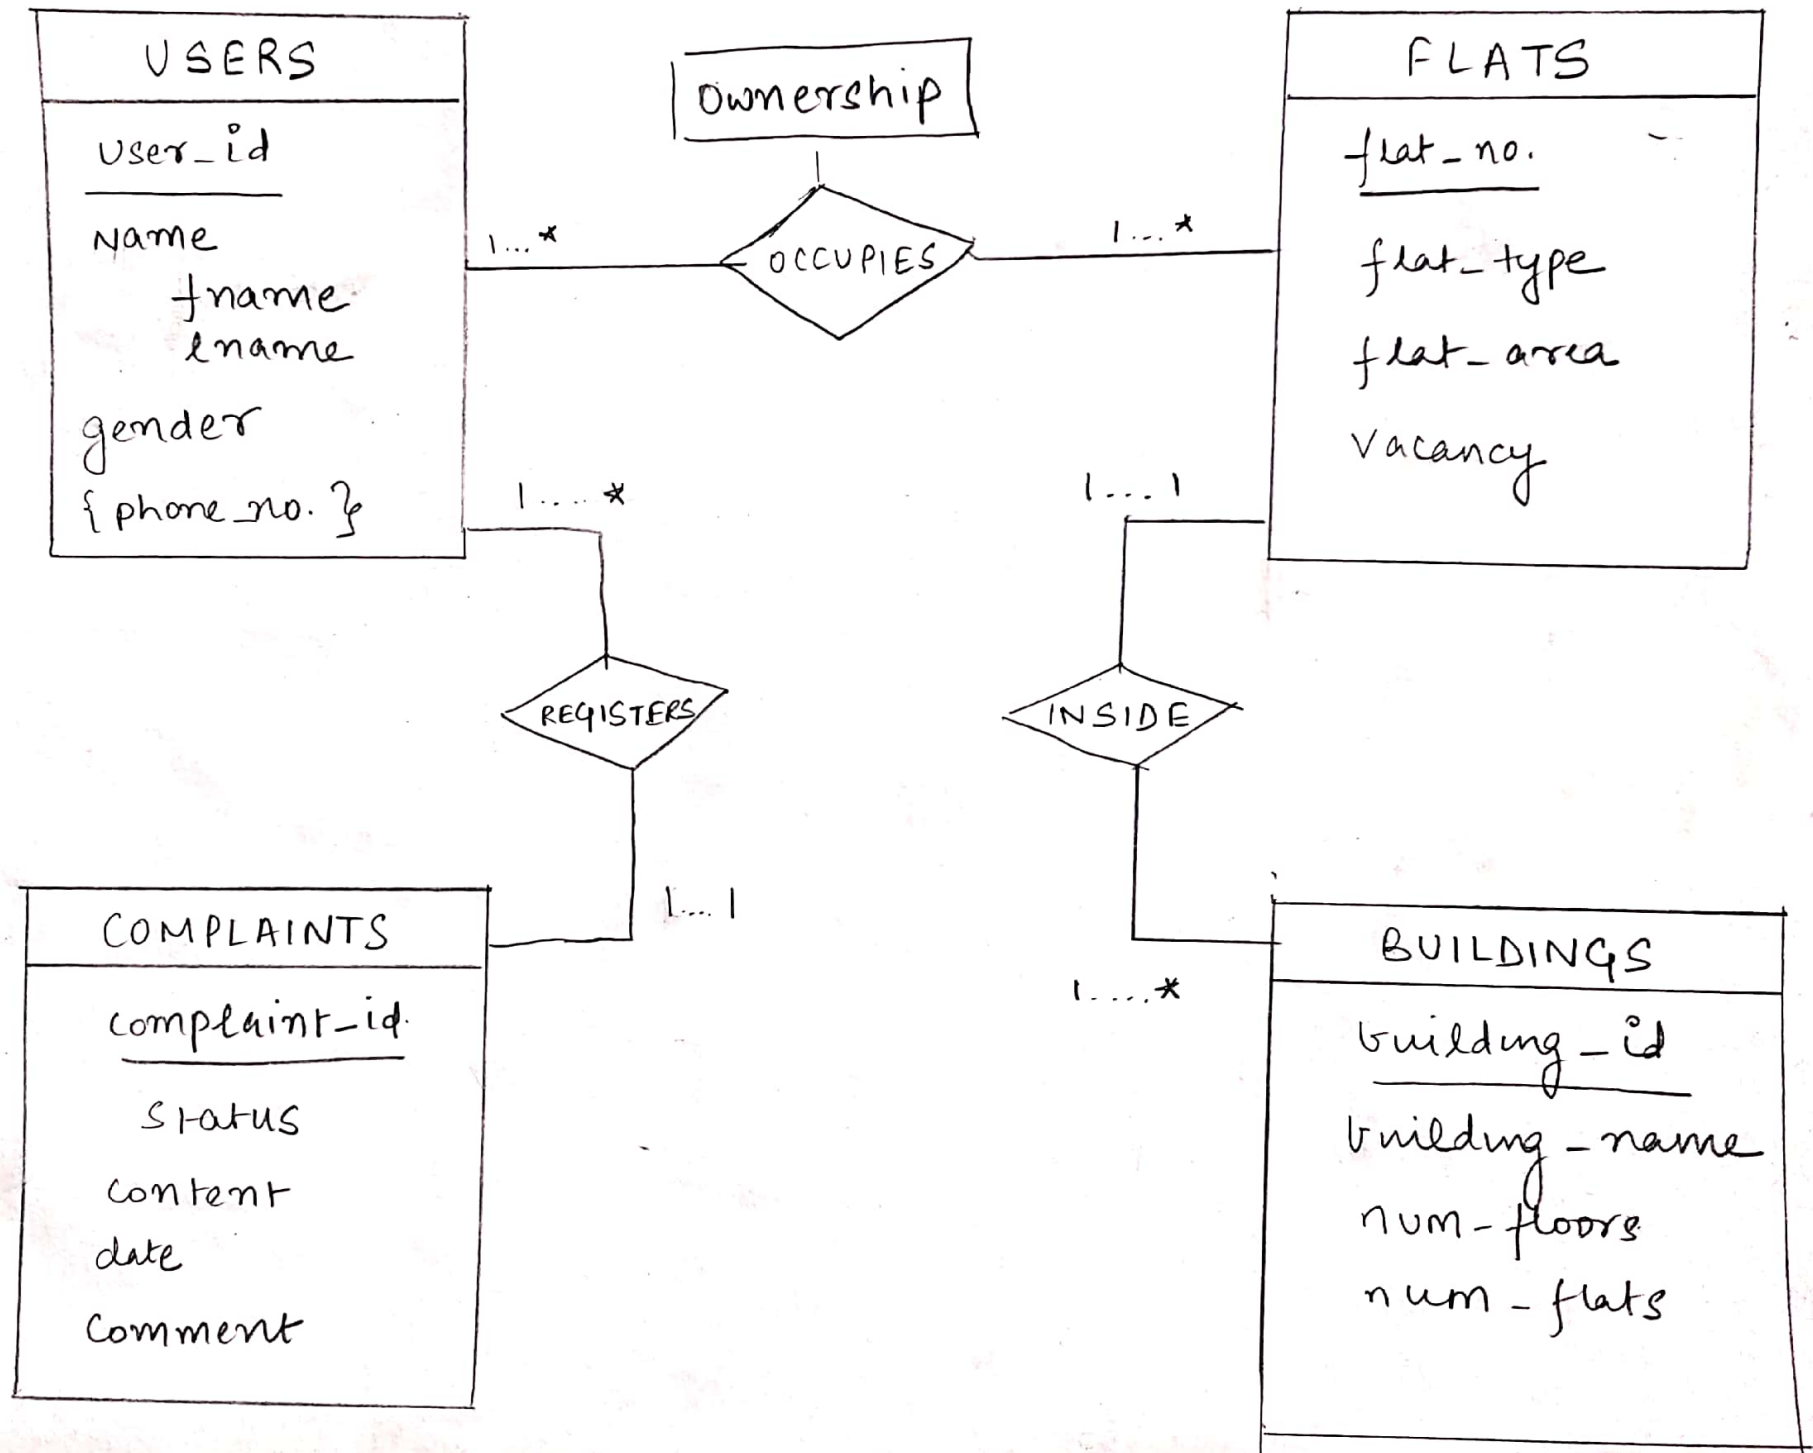 USERS
user_id
Name
fname
lname
gender
{ phone_no. }
ownership
1...*
OCCUPIES
1...*
FLATS
flat_no.
flat_type
flat_area
vacancy
1....*
REGISTERS
1...1
1...1
INSIDE
1.....*
COMPLAINTS
complaint_id.
status
content
date
Comment
BUILDINGS
building_id
building_name
num_floors
num_flats